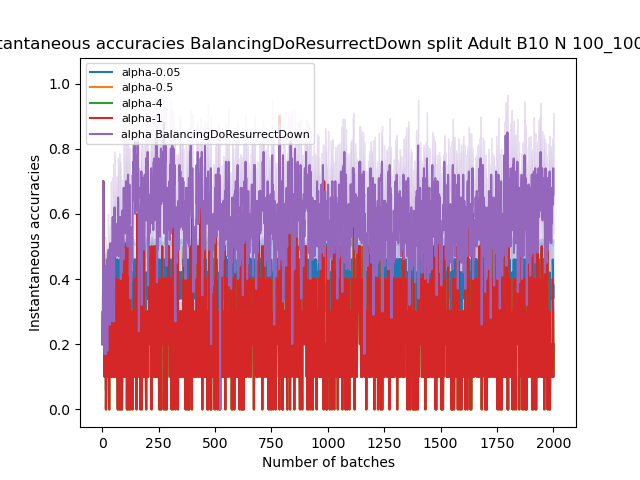 tantaneous accuracies BalancingDoResurrectDown split Adult B10 N 100_100
alpha-0.05
alpha-0.5
alpha-4
alpha-1
alpha BalancingDoResurrectDown
1.0
0.8
0.6
0.4
0.2
0.0
Instantaneous accuracies
0 250 500 750 1000 1250 1500 1750 2000
Number of batches